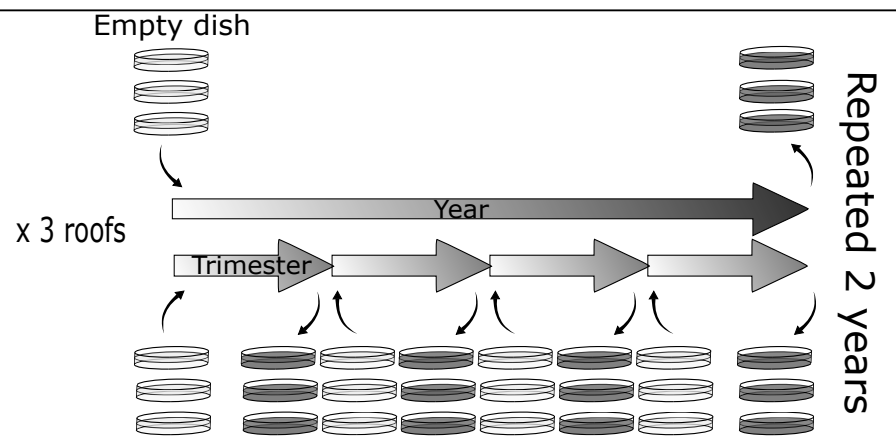 Empty dish
Year
x 3 roofs
Trimester
Repeated 2 years